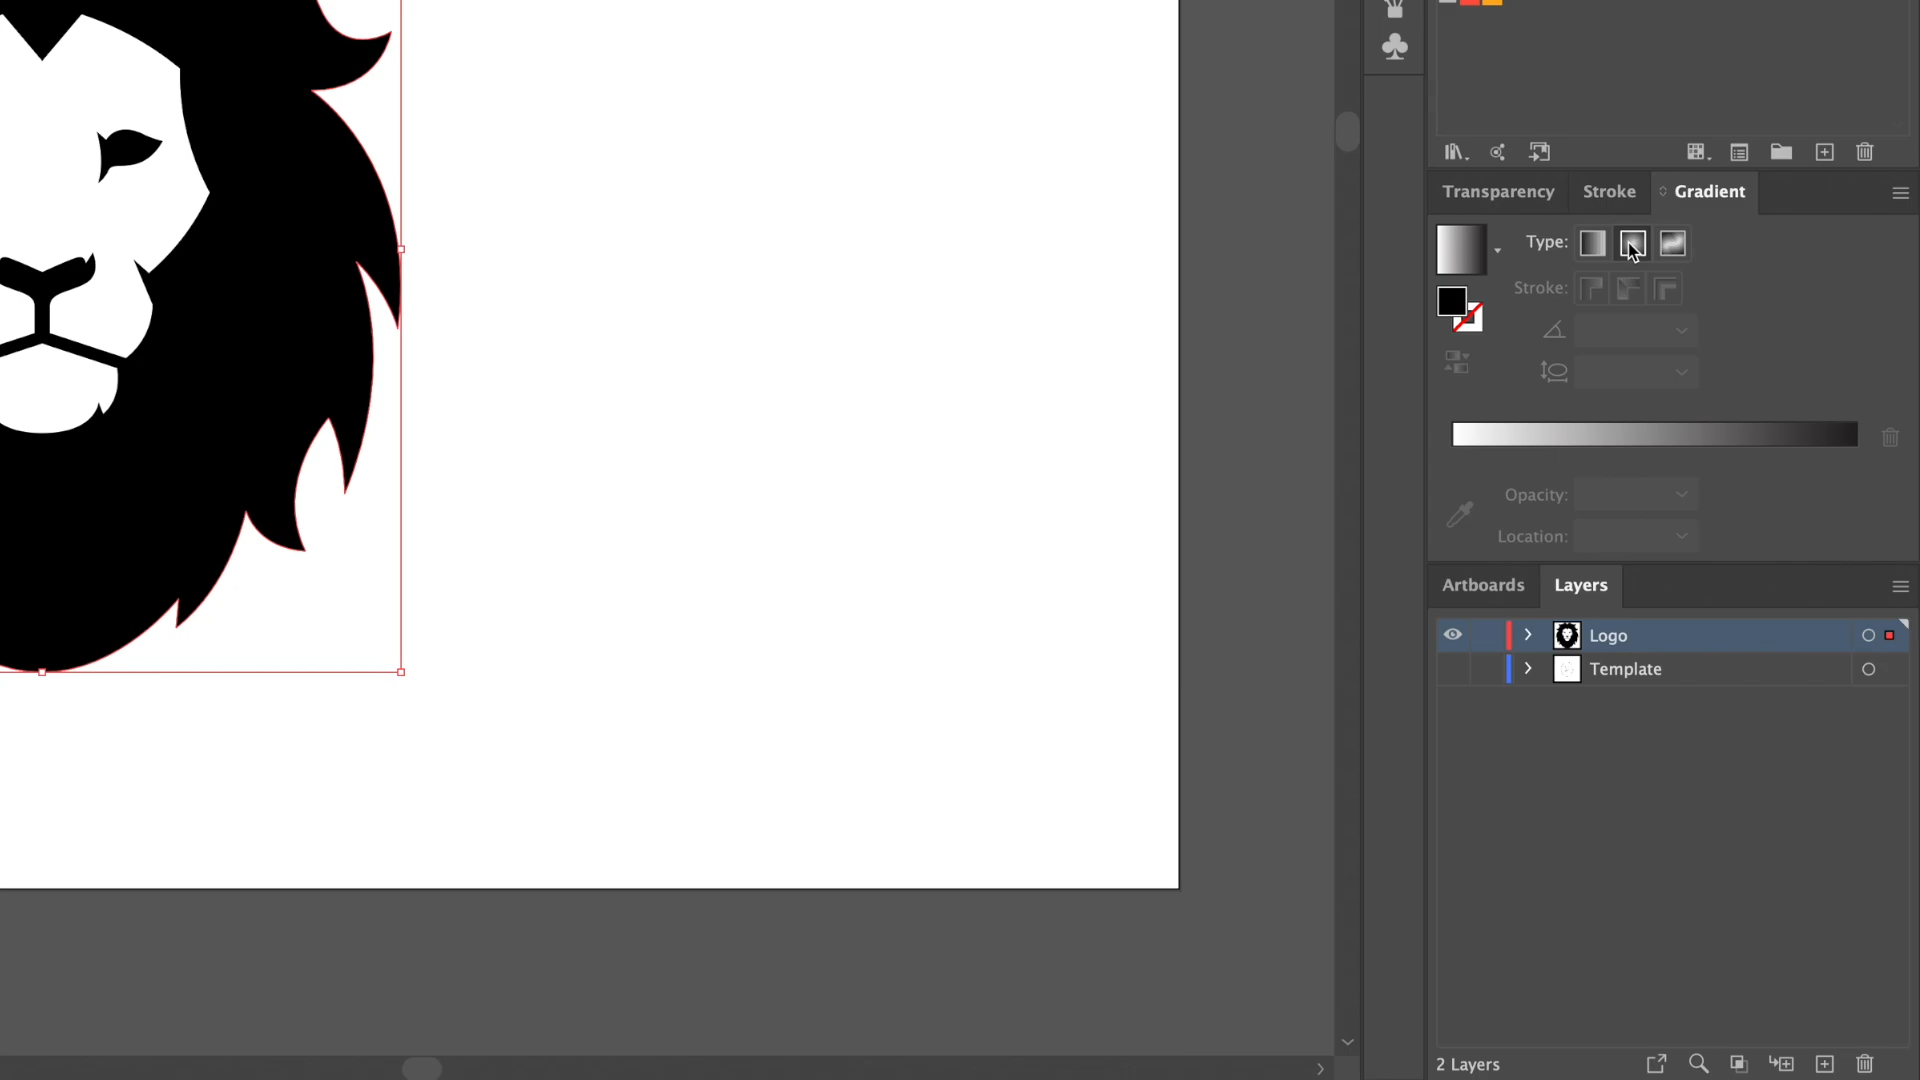 Transparency Stroke Gradient
Type:
Stroke:
Opacity:
Location:
Artboards Layers
Logo
Template
2 Layers